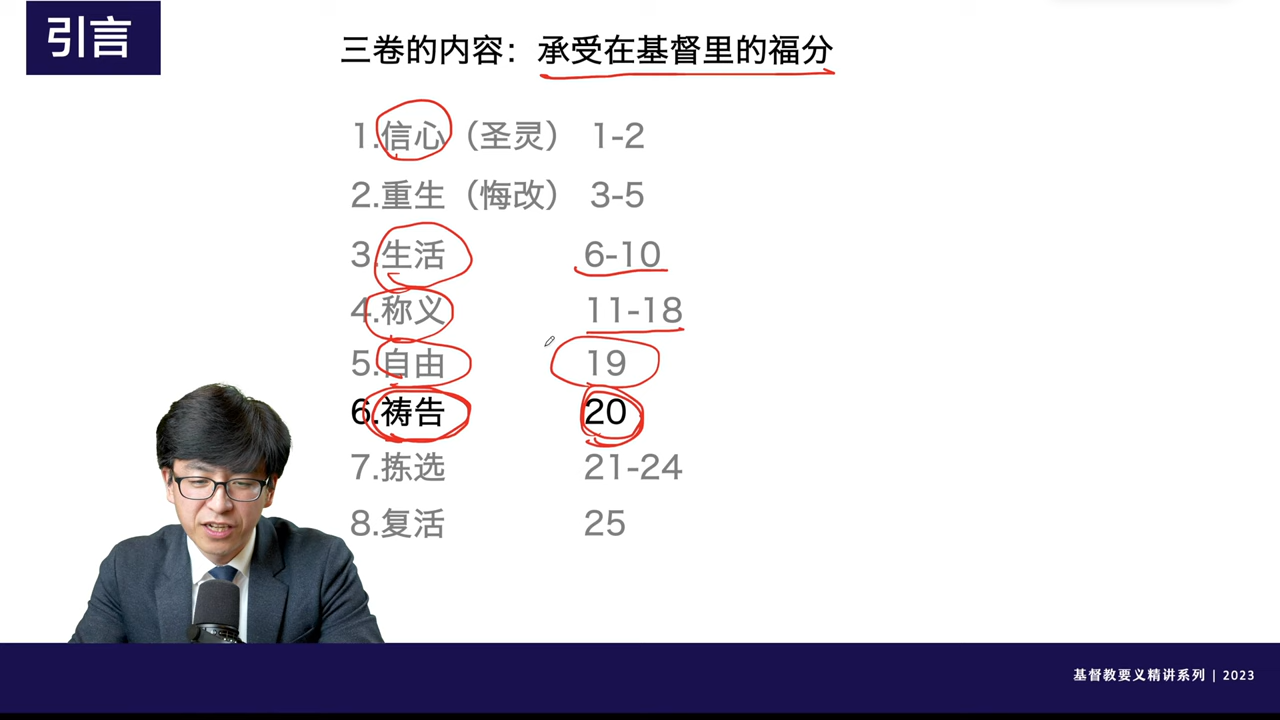 引言
三卷的内容：承受在基督里的福分
1.信心（圣灵） 1-2
2.重生（悔改） 3-5
3.生活 6-10
4.称义 11-18
5.自由 19
6.祷告 20
7.拣选 21-24
8.复活 25
基督教要义精讲系列 | 2023